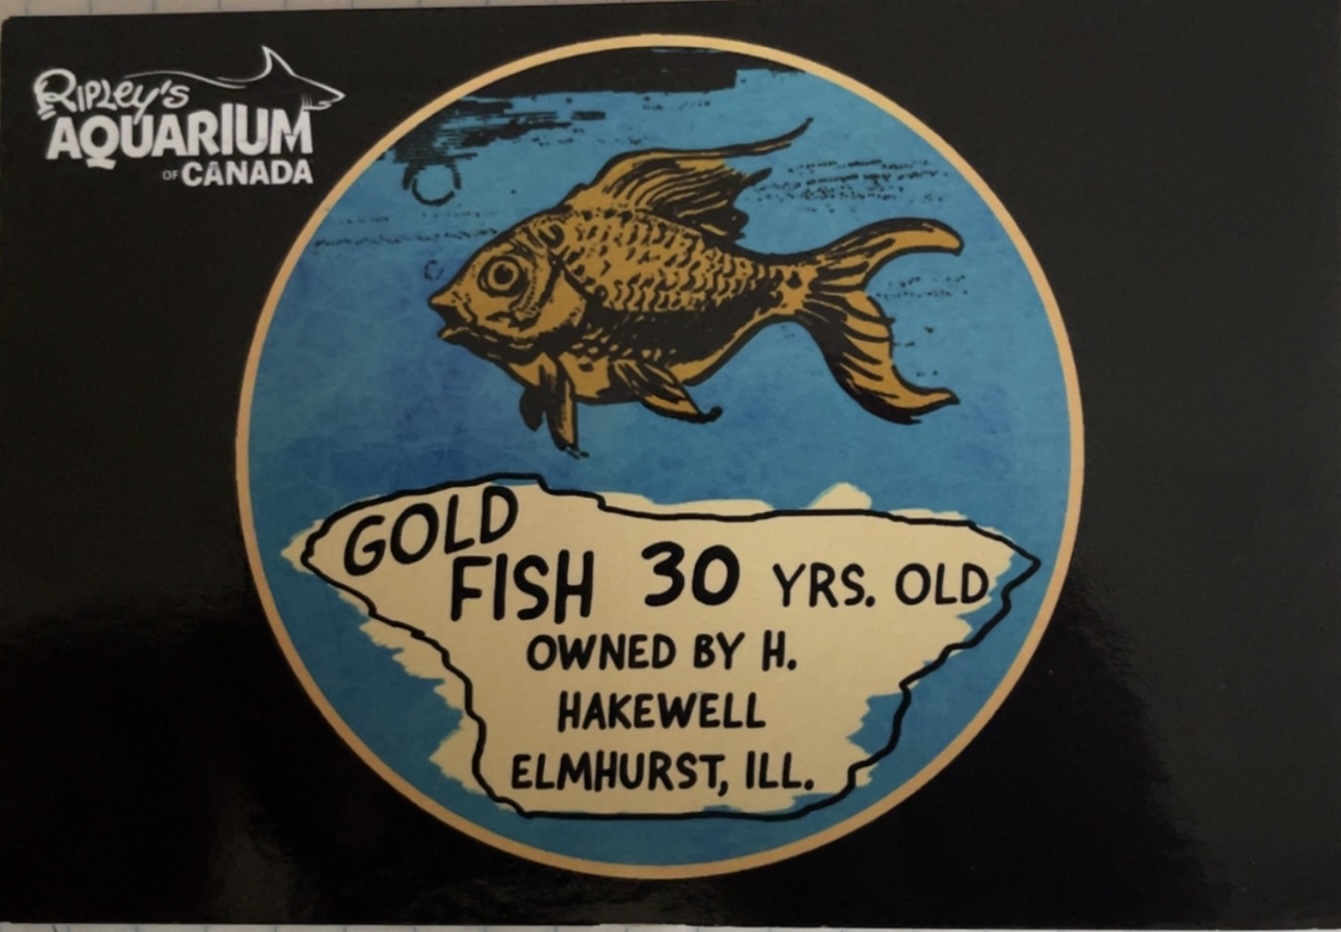 Ripley's
AQUARIUM
OF CANADA
GOLD
FISH 30 YRS. OLD
OWNED BY H.
HAKEWELL
ELMHURST, ILL.